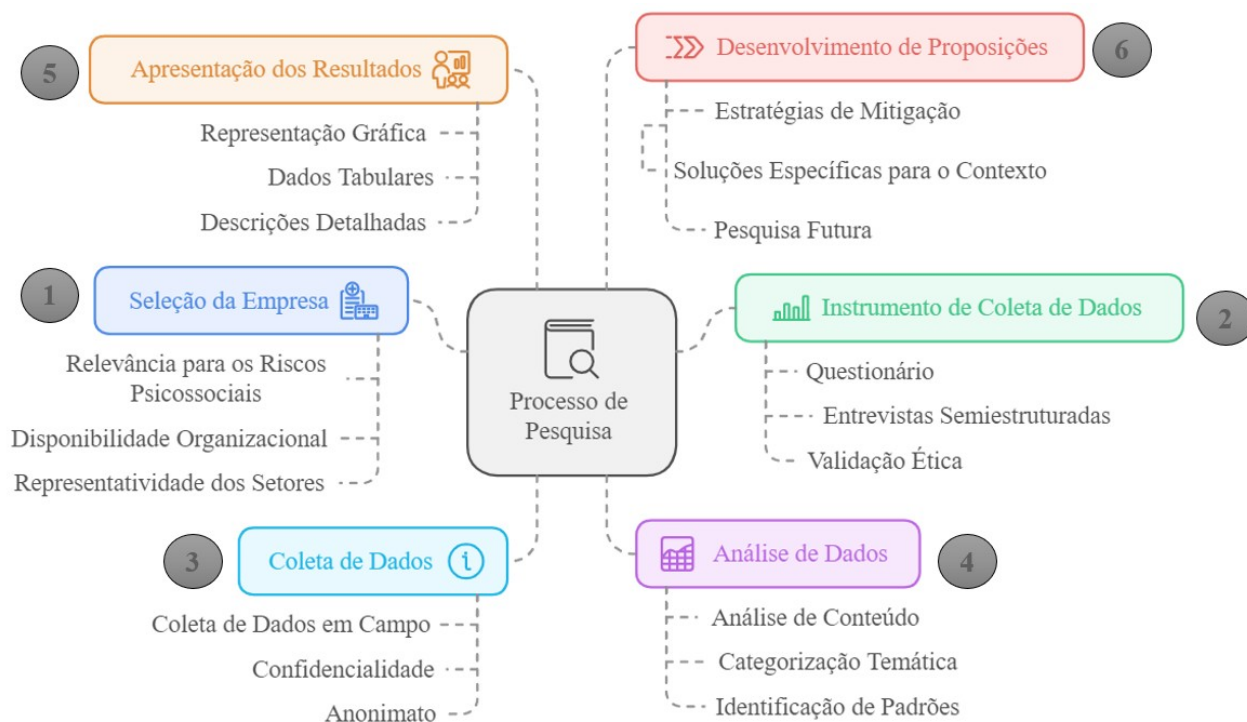 5
Apresentação dos Resultados
Representação Gráfica
Dados Tabulares
Descrições Detalhadas
Desenvolvimento de Proposições
6
Estratégias de Mitigação
Soluções Específicas para o Contexto
Pesquisa Futura
1
Seleção da Empresa
Relevância para os Riscos
Psicossociais
Disponibilidade Organizacional
Representatividade dos Setores
Processo de
Pesquisa
Instrumento de Coleta de Dados
2
Questionário
Entrevistas Semiestruturadas
Validação Ética
3
Coleta de Dados
Coleta de Dados em Campo
Confidencialidade
Anonimato
Análise de Dados
4
Análise de Conteúdo
Categorização Temática
Identificação de Padrões